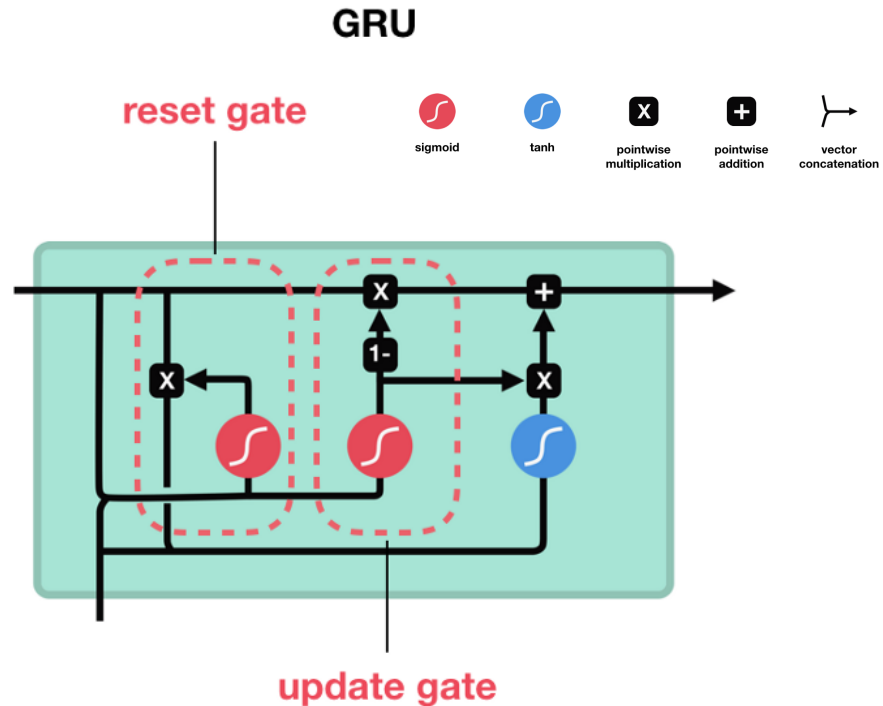 GRU
reset gate
sigmoid
tanh
X
pointwise
multiplication
+
pointwise
addition
vector
concatenation
X
+
1-
X
X
update gate